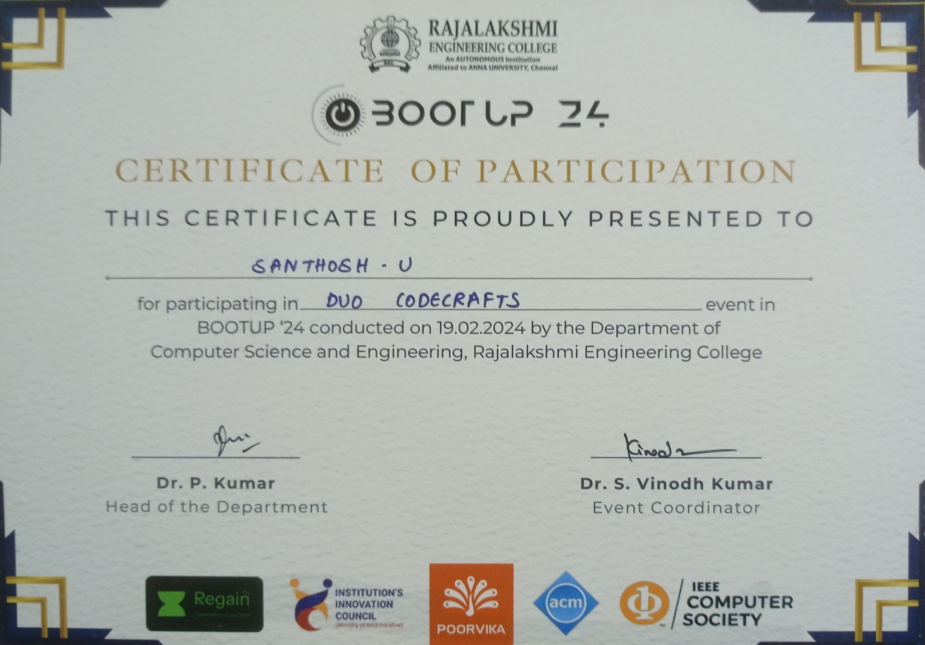 RAJALAKSHMI
ENGINEERING COLLEGE
An AUTONOMOUS Institution
Affiliated to ANNA UNIVERSITY, Chennai
BOOTUP 24
CERTIFICATE OF PARTICIPATION
THIS CERTIFICATE IS PROUDLY PRESENTED TO
SANTHOSH - U
for participating in DUO CODECRAFTS event in
BOOTUP '24 conducted on 19.02.2024 by the Department of
Computer Science and Engineering, Rajalakshmi Engineering College
Dr. P. Kumar
Head of the Department
Dr. S. Vinodh Kumar
Event Coordinator
Regain
INSTITUTION'S
INNOVATION
COUNCIL
POORVIKA
acm
IEEE
COMPUTER
SOCIETY